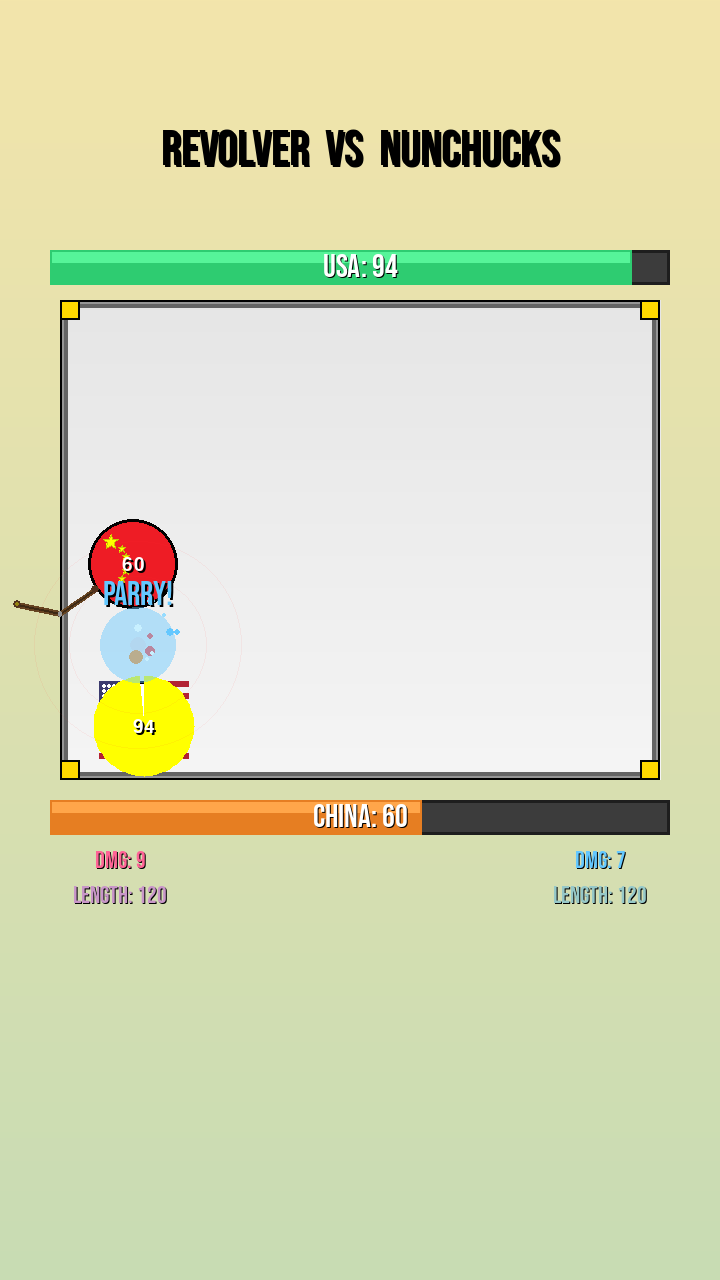 REVOLVER VS NUNCHUCKS
USA: 94
60
PARRY!
94
CHINA: 60
DMG: 9
DMG: 7
LENGTH: 120
LENGTH: 120